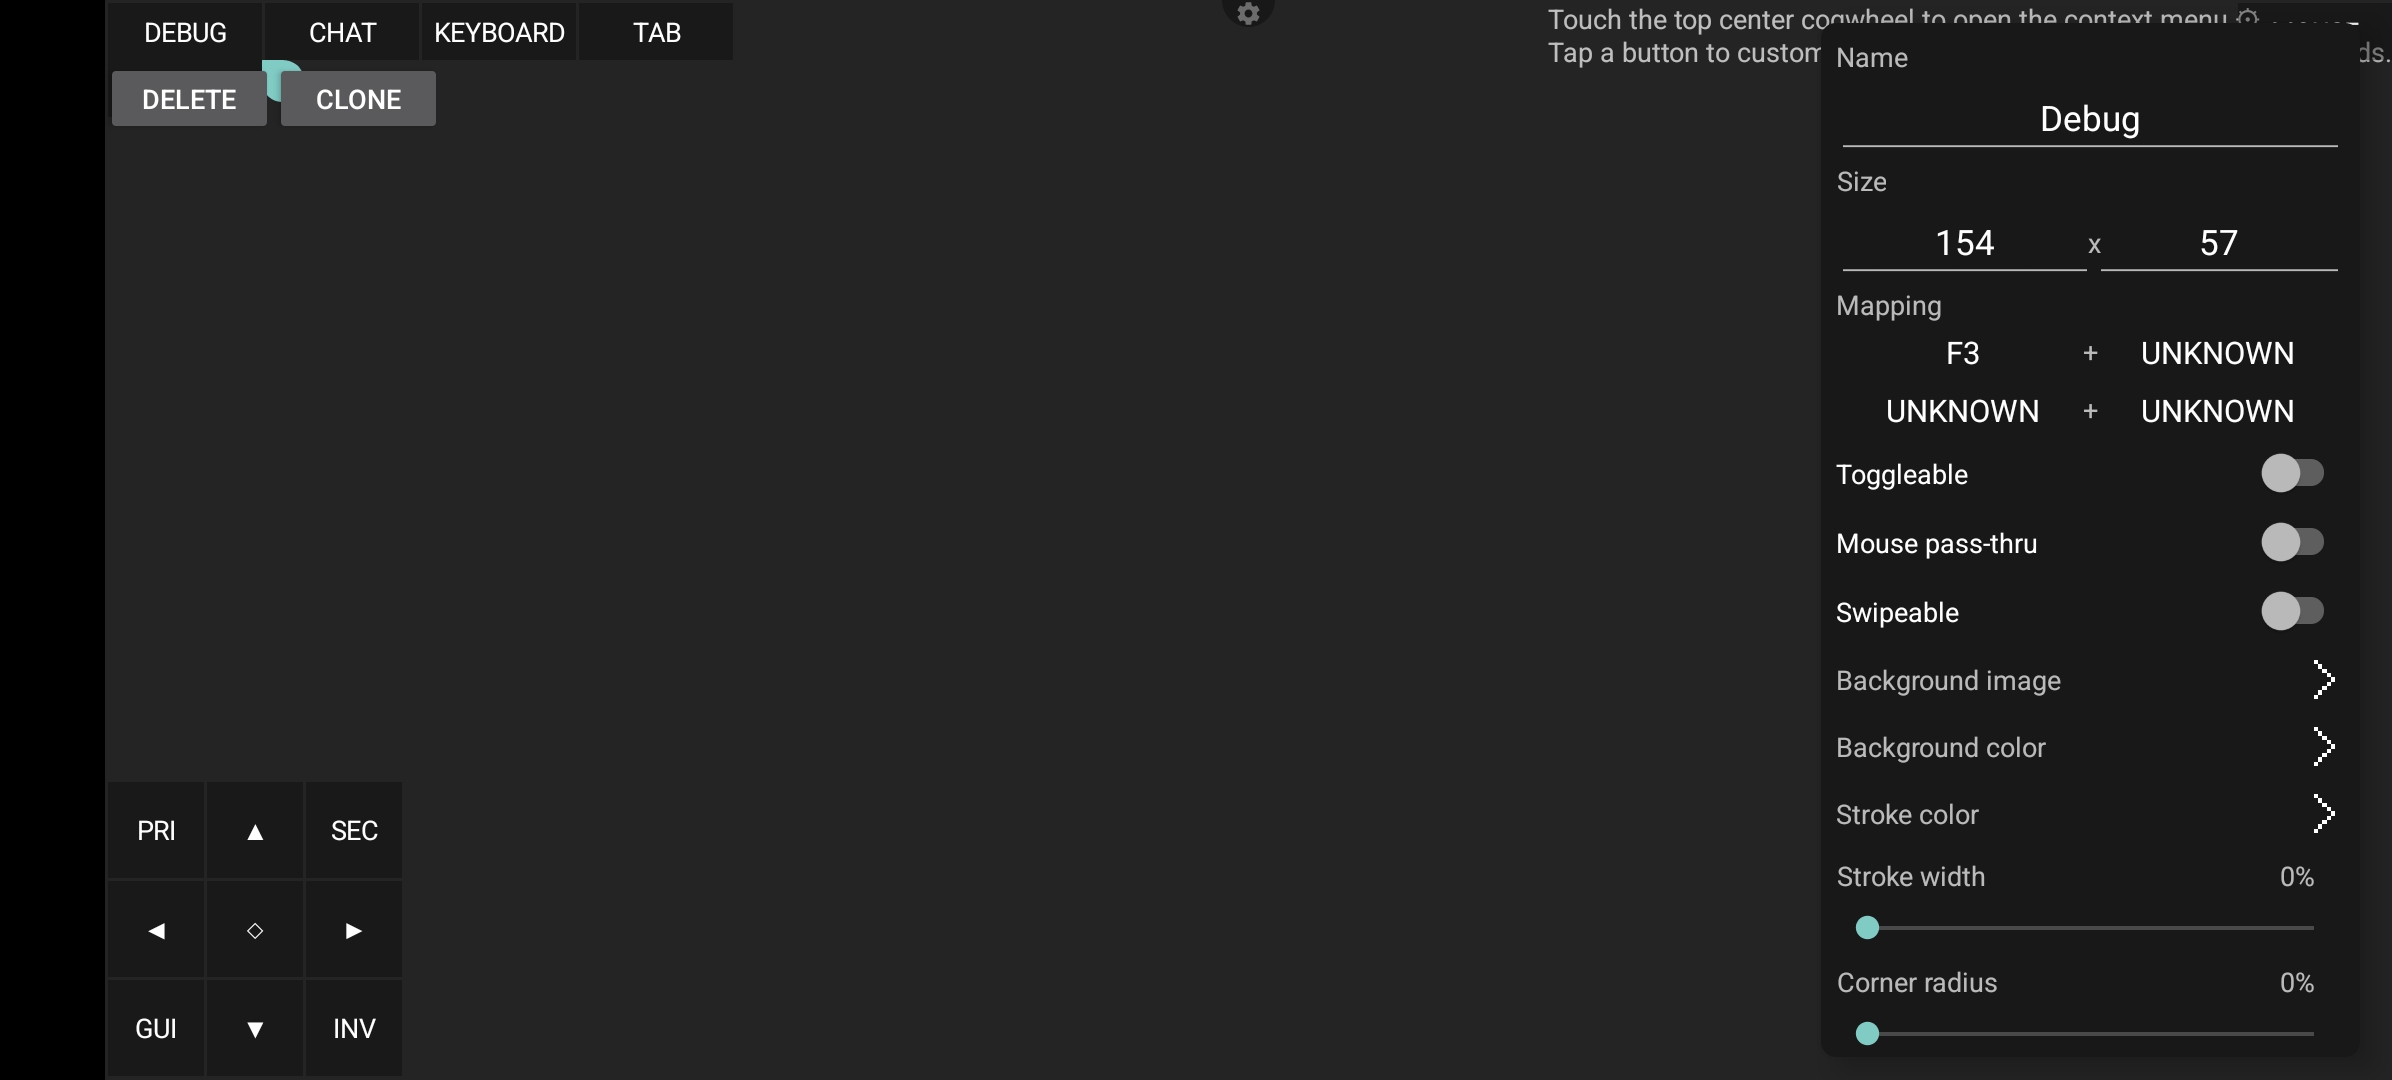 DEBUG CHAT KEYBOARD TAB
DELETE CLONE
Touch the top center cogwheel to open the context menu
Tap a button to custom ds.
Name
Debug
Size
154 x 57
Mapping
F3 + UNKNOWN
UNKNOWN + UNKNOWN
Toggleable
Mouse pass-thru
Swipeable
Background image
Background color
Stroke color
Stroke width 0%
Corner radius 0%
PRI ▲ SEC
◀ ◇ ▶
GUI ▼ INV